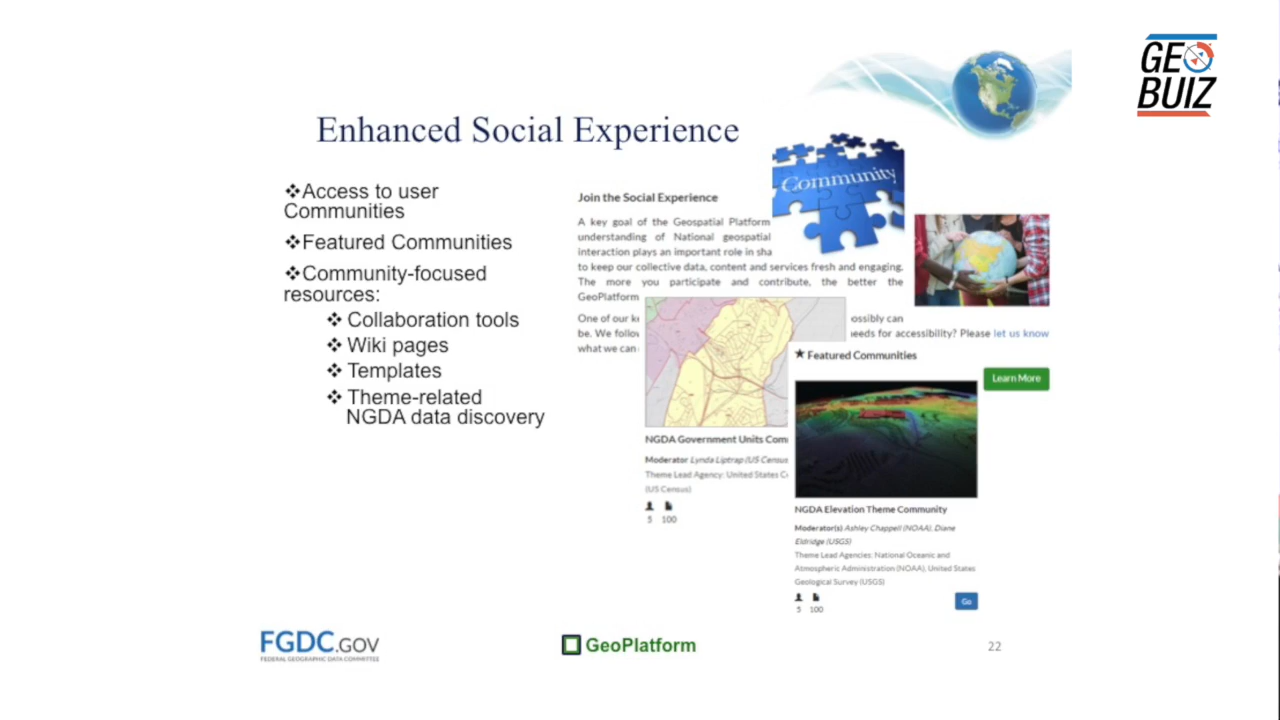 GEO
BUIZ
Enhanced Social Experience
❖Access to user
Communities
❖Featured Communities
❖Community-focused
resources:
❖ Collaboration tools
❖ Wiki pages
❖ Templates
❖ Theme-related
NGDA data discovery
Community
Join the Social Experience
A key goal of the Geospatial Platform
understanding of National geospatial
interaction plays an important role in sha
to keep our collective data, content and services fresh and engaging.
The more you participate and contribute, the better the
GeoPlatform
One of our ke
ossibly can
be. We follow
needs for accessibility? Please let us know
what we can
Learn More
NGDA Government Units Com
Moderator Lynda Liptrap (US Census
Theme Lead Agency: United States C
(US Census)
5 100
★ Featured Communities
NGDA Elevation Theme Community
Moderator(s) Ashley Chappell (NOAA), Diane
Eldridge (USGS)
Theme Lead Agencies: National Oceanic and
Atmospheric Administration (NOAA), United States
Geological Survey (USGS)
5 100
Go
FGDC.GOV
FEDERAL GEOGRAPHIC DATA COMMITTEE
GeoPlatform
22